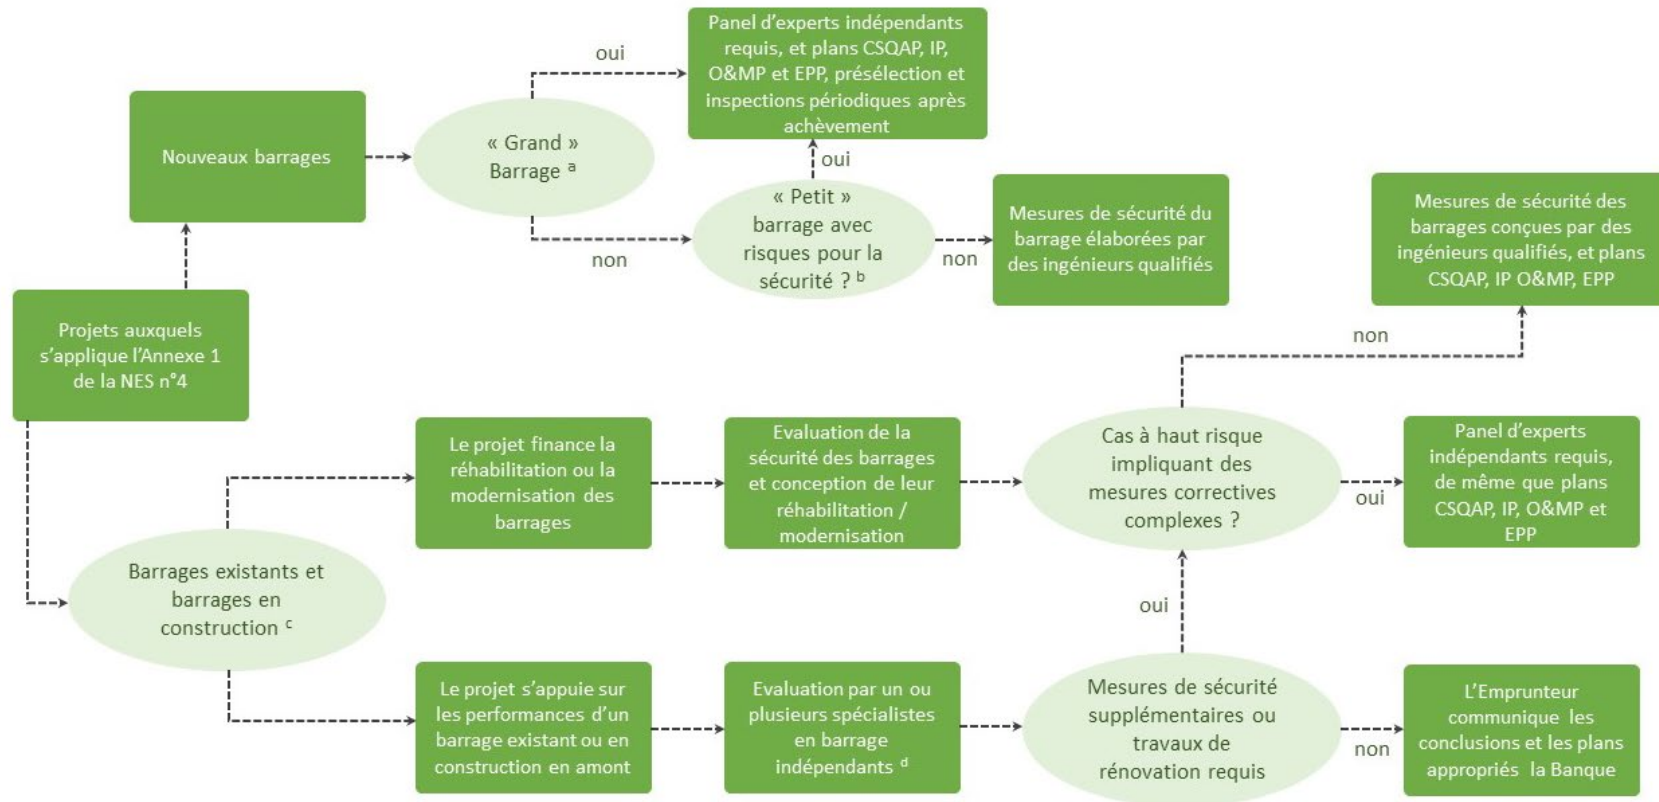 Panel d'experts indépendants
requis, et plans CSQAP, IP,
O&MP et EPP, présélection et
inspections périodiques après
achèvement
oui
Nouveaux barrages
« Grand »
Barrage ᵃ
oui
non
« Petit »
barrage avec
risques pour la
sécurité ? ᵇ
non
Mesures de sécurité du
barrage élaborées par
des ingénieurs qualifiés
Mesures de sécurité des
barrages conçues par des
ingénieurs qualifiés, et plans
CSQAP, IP O&MP, EPP
non
Projets auxquels
s'applique l'Annexe 1
de la NES n°4
Le projet finance la
réhabilitation ou la
modernisation des
barrages
Evaluation de la
sécurité des barrages
et conception de leur
réhabilitation /
modernisation
Cas à haut risque
impliquant des
mesures correctives
complexes ?
oui
Panel d'experts
indépendants requis,
de même que plans
CSQAP, IP, O&MP et
EPP
Barrages existants et
barrages en
construction ᶜ
oui
Le projet s'appuie sur
les performances d'un
barrage existant ou en
construction en amont
Evaluation par un ou
plusieurs spécialistes
en barrage
indépendants ᵈ
Mesures de sécurité
supplémentaires ou
travaux de
rénovation requis
non
L'Emprunteur
communique les
conclusions et les plans
appropriés la Banque